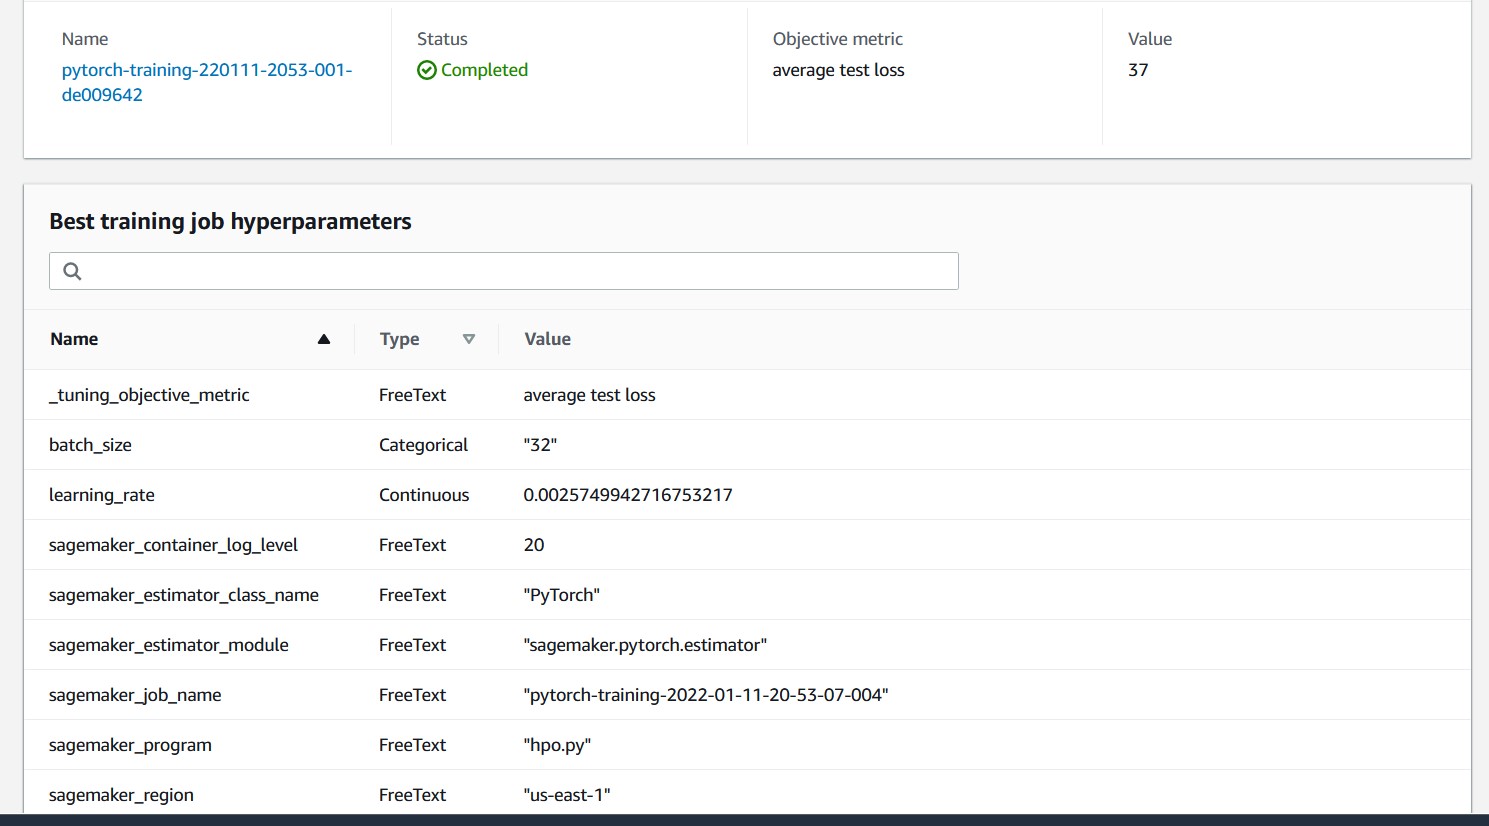 Name Status Objective metric Value
pytorch-training-220111-2053-001- Completed average test loss 37
de009642
Best training job hyperparameters
Name Type Value
_tuning_objective_metric FreeText average test loss
batch_size Categorical "32"
learning_rate Continuous 0.0025749942716753217
sagemaker_container_log_level FreeText 20
sagemaker_estimator_class_name FreeText "PyTorch"
sagemaker_estimator_module FreeText "sagemaker.pytorch.estimator"
sagemaker_job_name FreeText "pytorch-training-2022-01-11-20-53-07-004"
sagemaker_program FreeText "hpo.py"
sagemaker_region FreeText "us-east-1"